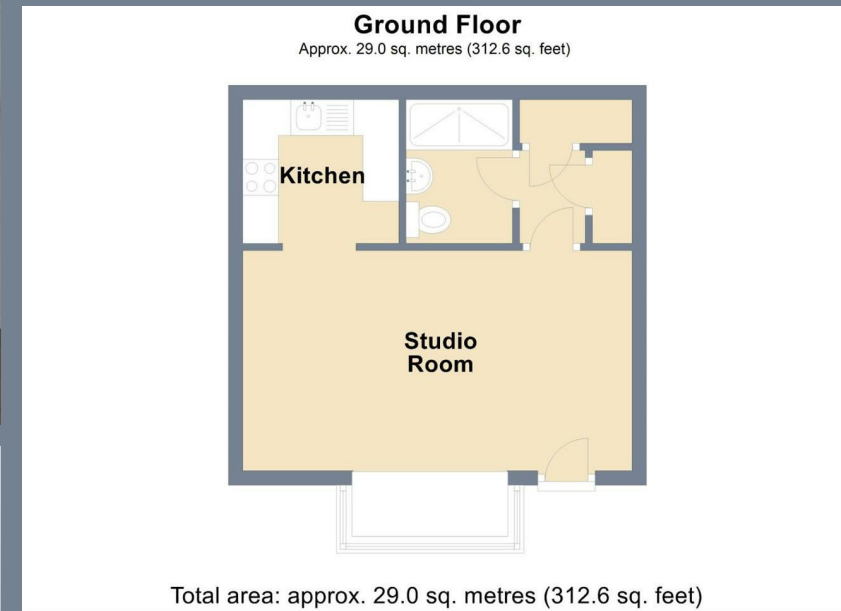 Ground Floor
Approx. 29.0 sq. metres (312.6 sq. feet)
Kitchen
Studio
Room
Total area: approx. 29.0 sq. metres (312.6 sq. feet)